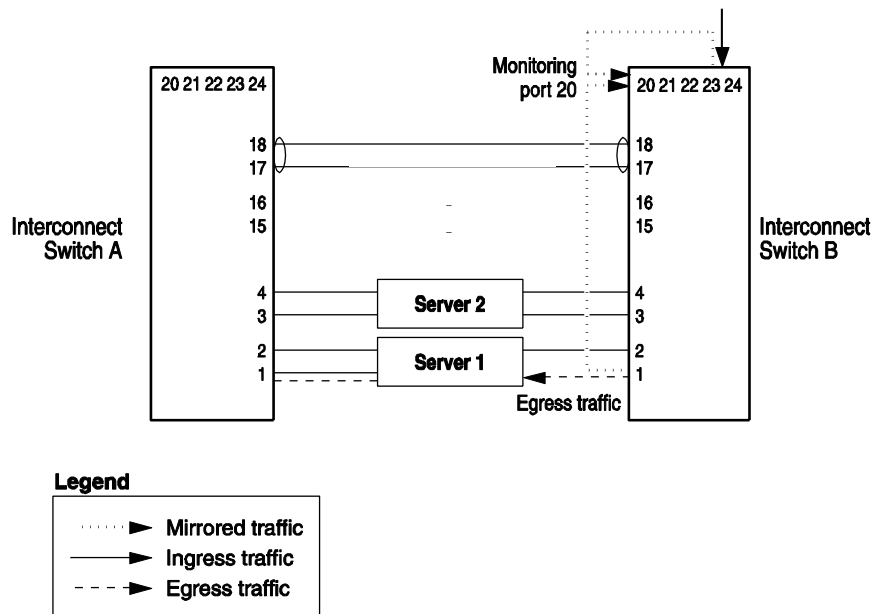 Monitoring
port 20
20 21 22 23 24
20 21 22 23 24
18
17
16
15
4
3
2
1
18
17
16
15
4
3
2
1
Interconnect
Switch A
Interconnect
Switch B
Server 2
Server 1
Egress traffic
Legend
Mirrored traffic
Ingress traffic
Egress traffic